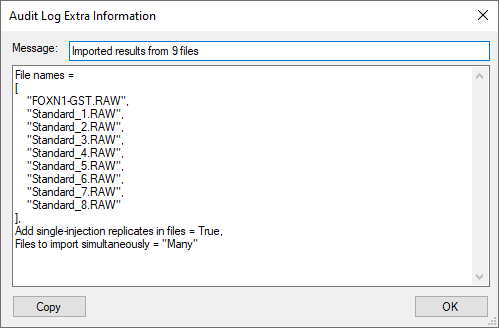 Audit Log Extra Information
Message: Imported results from 9 files
File names =
[
"FOXN1-GST.RAW",
"Standard_1.RAW",
"Standard_2.RAW",
"Standard_3.RAW",
"Standard_4.RAW",
"Standard_5.RAW",
"Standard_6.RAW",
"Standard_7.RAW",
"Standard_8.RAW"
],
Add single-injection replicates in files = True,
Files to import simultaneously = "Many"
Copy OK